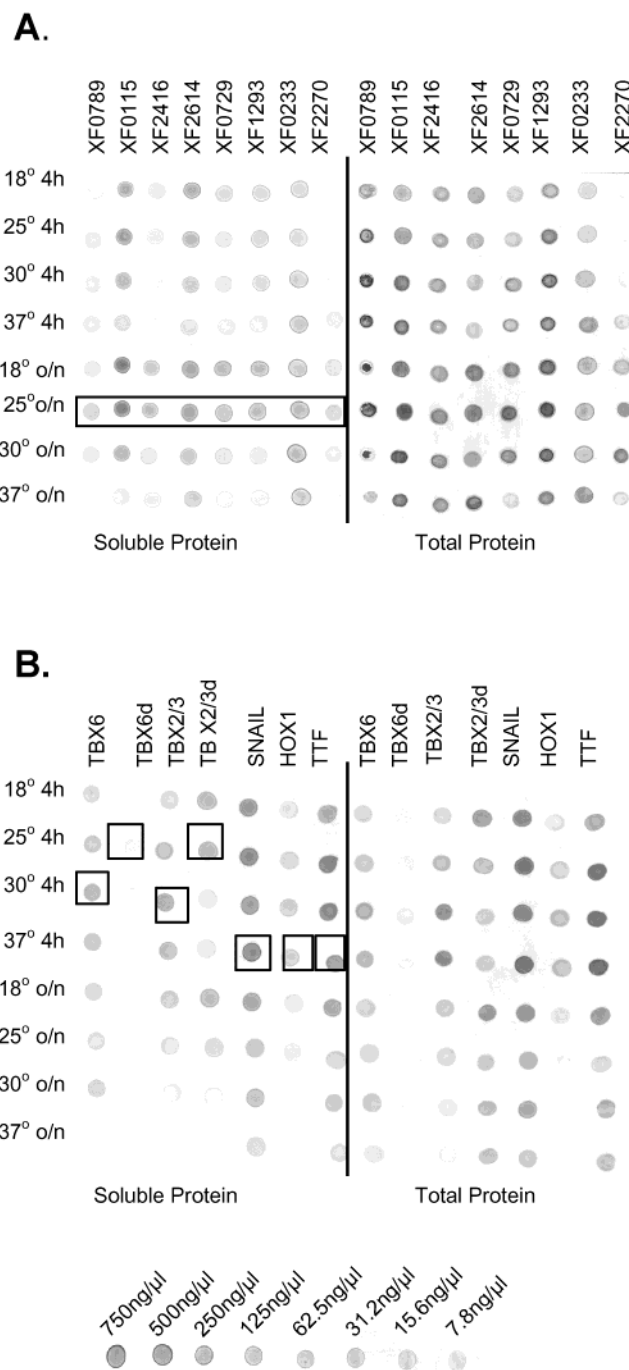 A.
XF0789 XF0115 XF2416 XF2614 XF0729 XF1293 XF0233 XF2270 XF0789 XF0115 XF2416 XF2614 XF0729 XF1293 XF0233 XF2270
18° 4h
25° 4h
30° 4h
37° 4h
18° o/n
25° o/n
30° o/n
37° o/n
Soluble Protein Total Protein
B.
TBX6 TBX6d TBX2/3 TB X2/3d SNAIL HOX1 TTF TBX6 TBX6d TBX2/3 TBX2/3d SNAIL HOX1 TTF
18° 4h
25° 4h
30° 4h
37° 4h
18° o/n
25° o/n
30° o/n
37° o/n
Soluble Protein Total Protein
750ng/µl 500ng/µl 250ng/µl 125ng/µl 62.5ng/µl 31.2ng/µl 15.6ng/µl 7.8ng/µl